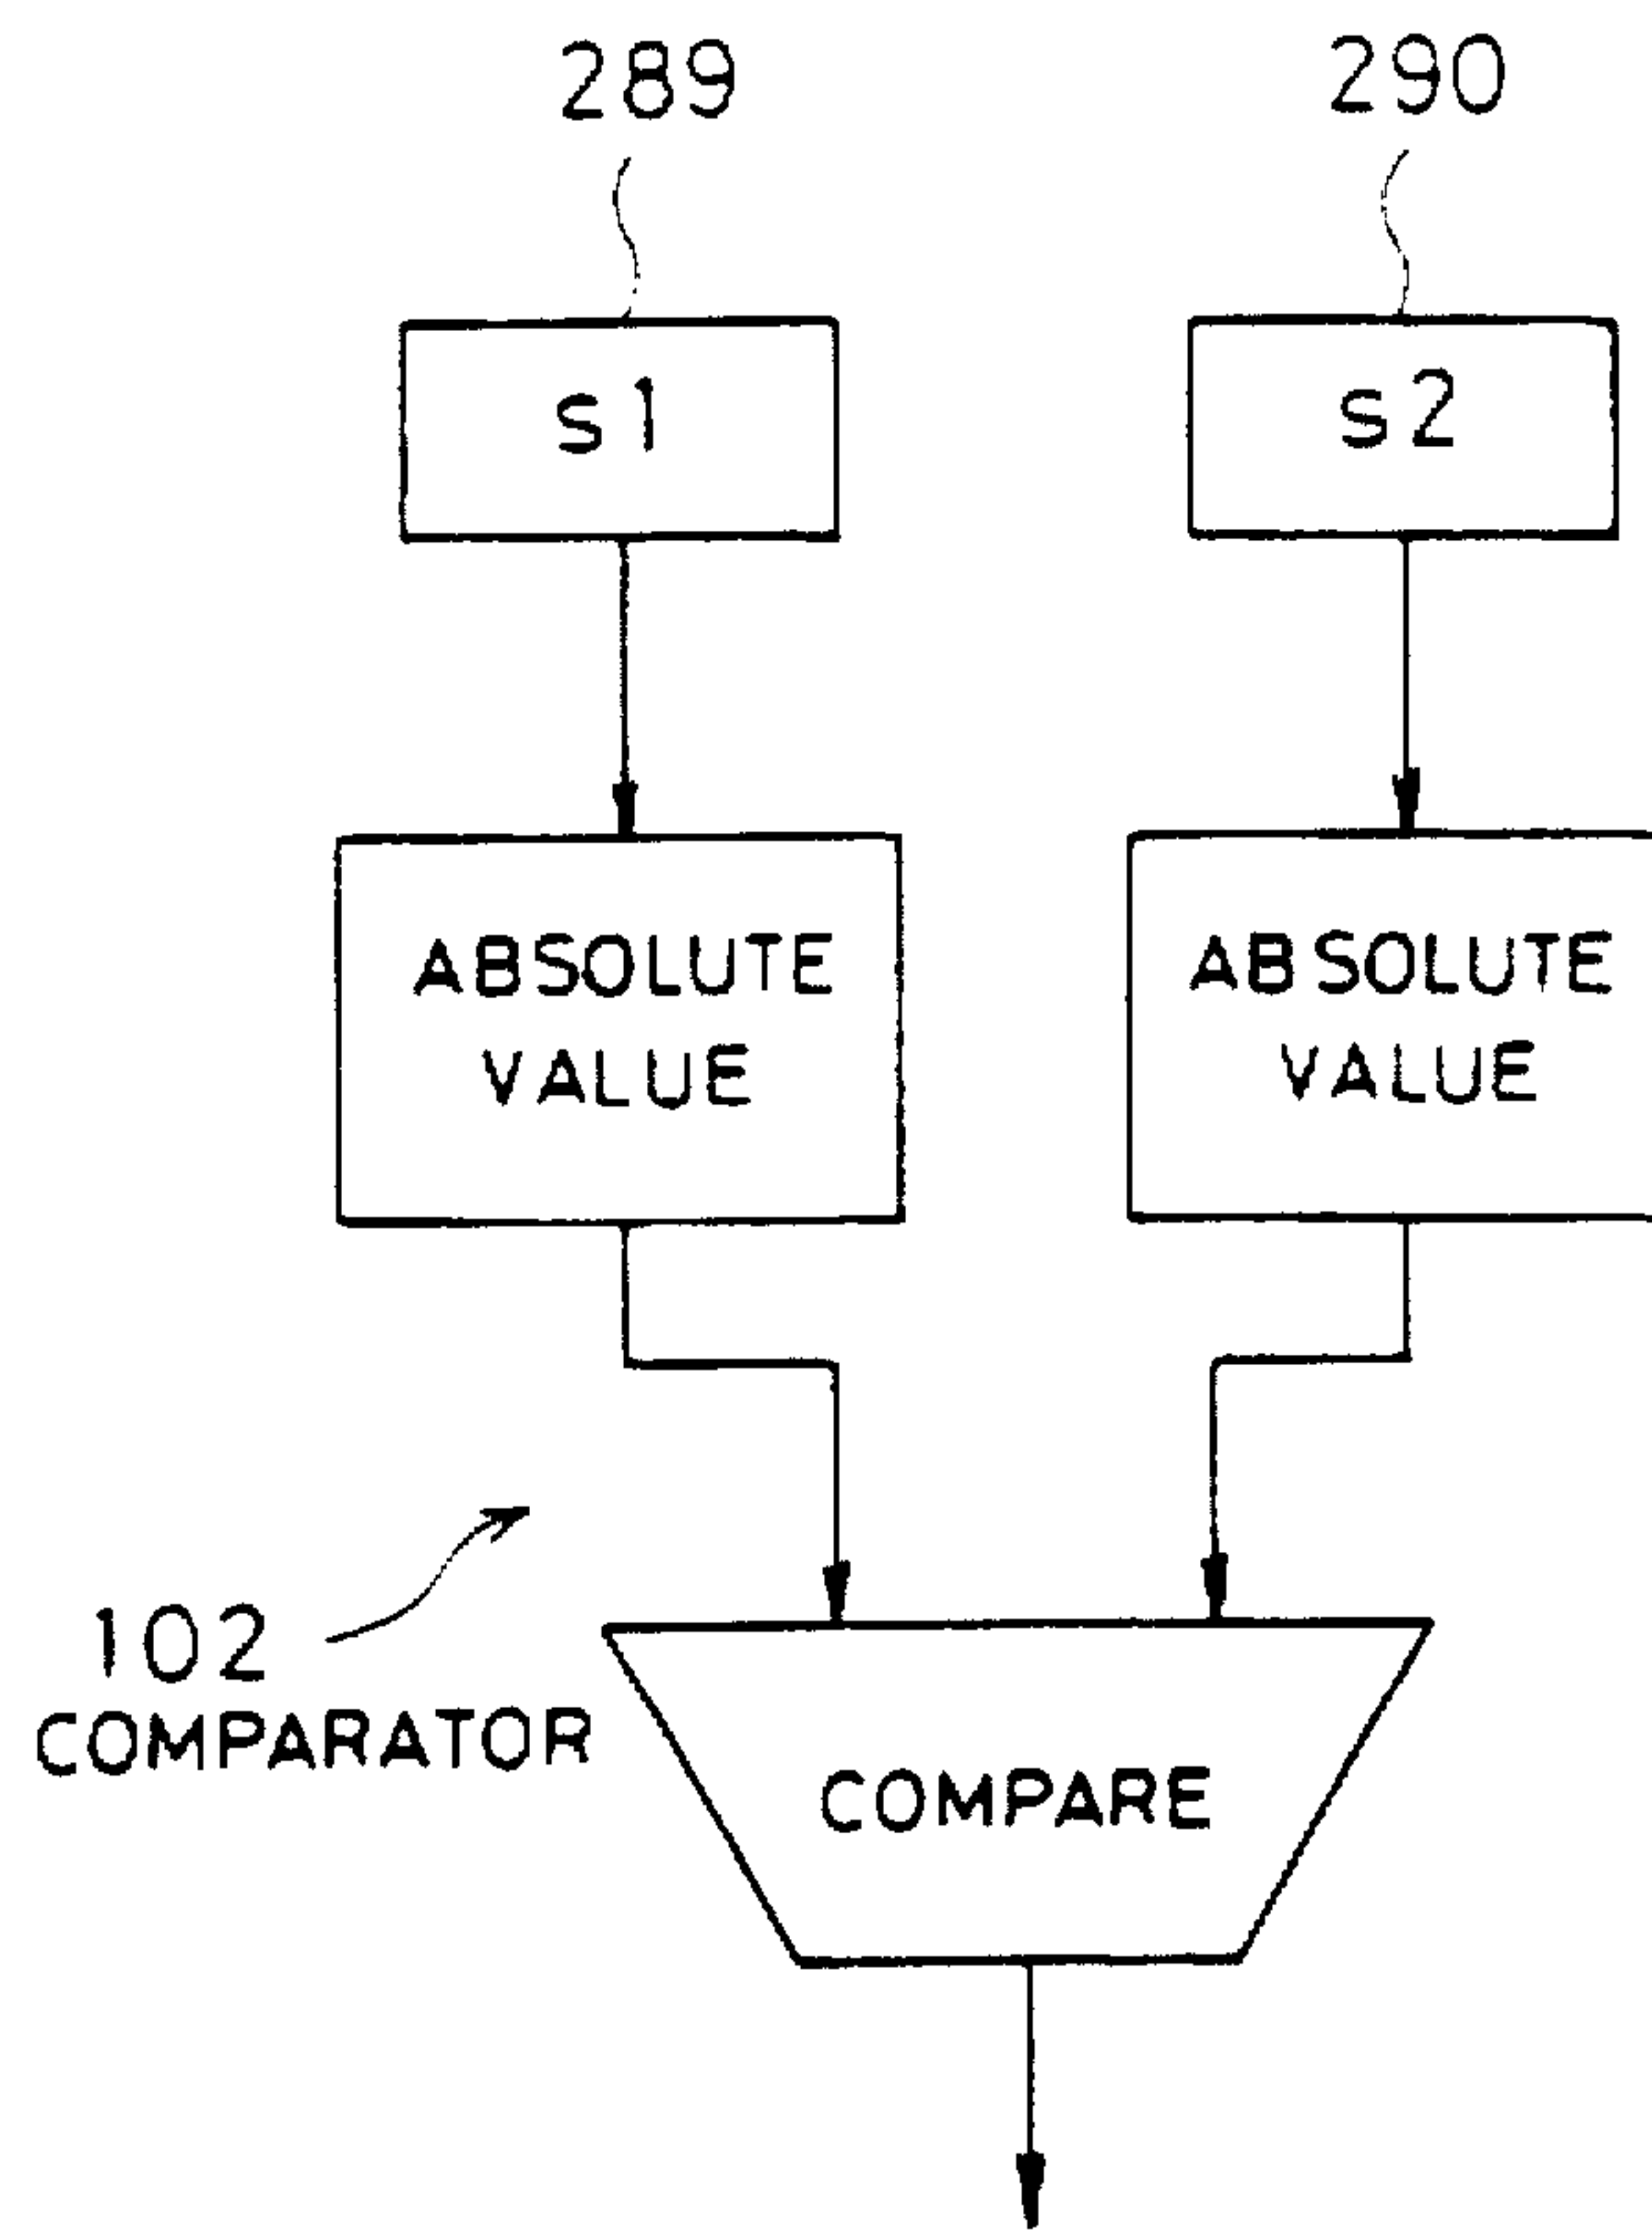 289
290
s1
s2
ABSOLUTE
VALUE
ABSOLUTE
VALUE
102
COMPARATOR
COMPARE